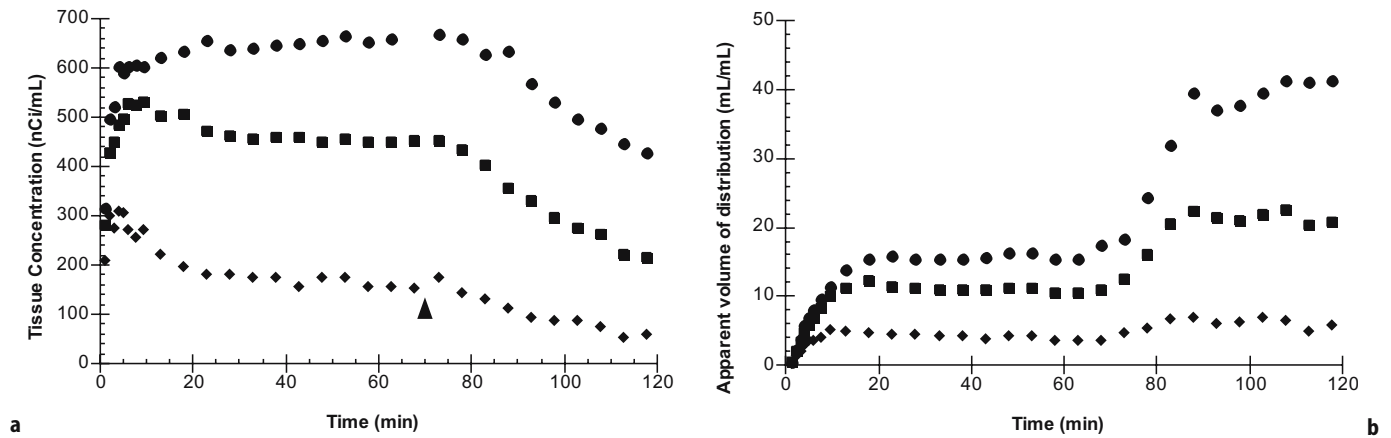 700
600
500
400
300
200
100
0
0 20 40 60 80 100 120
Tissue Concentration (nCi/mL)
Time (min)
a
50
40
30
20
10
0
0 20 40 60 80 100 120
Apparent volume of distribution (mL/mL)
Time (min)
b